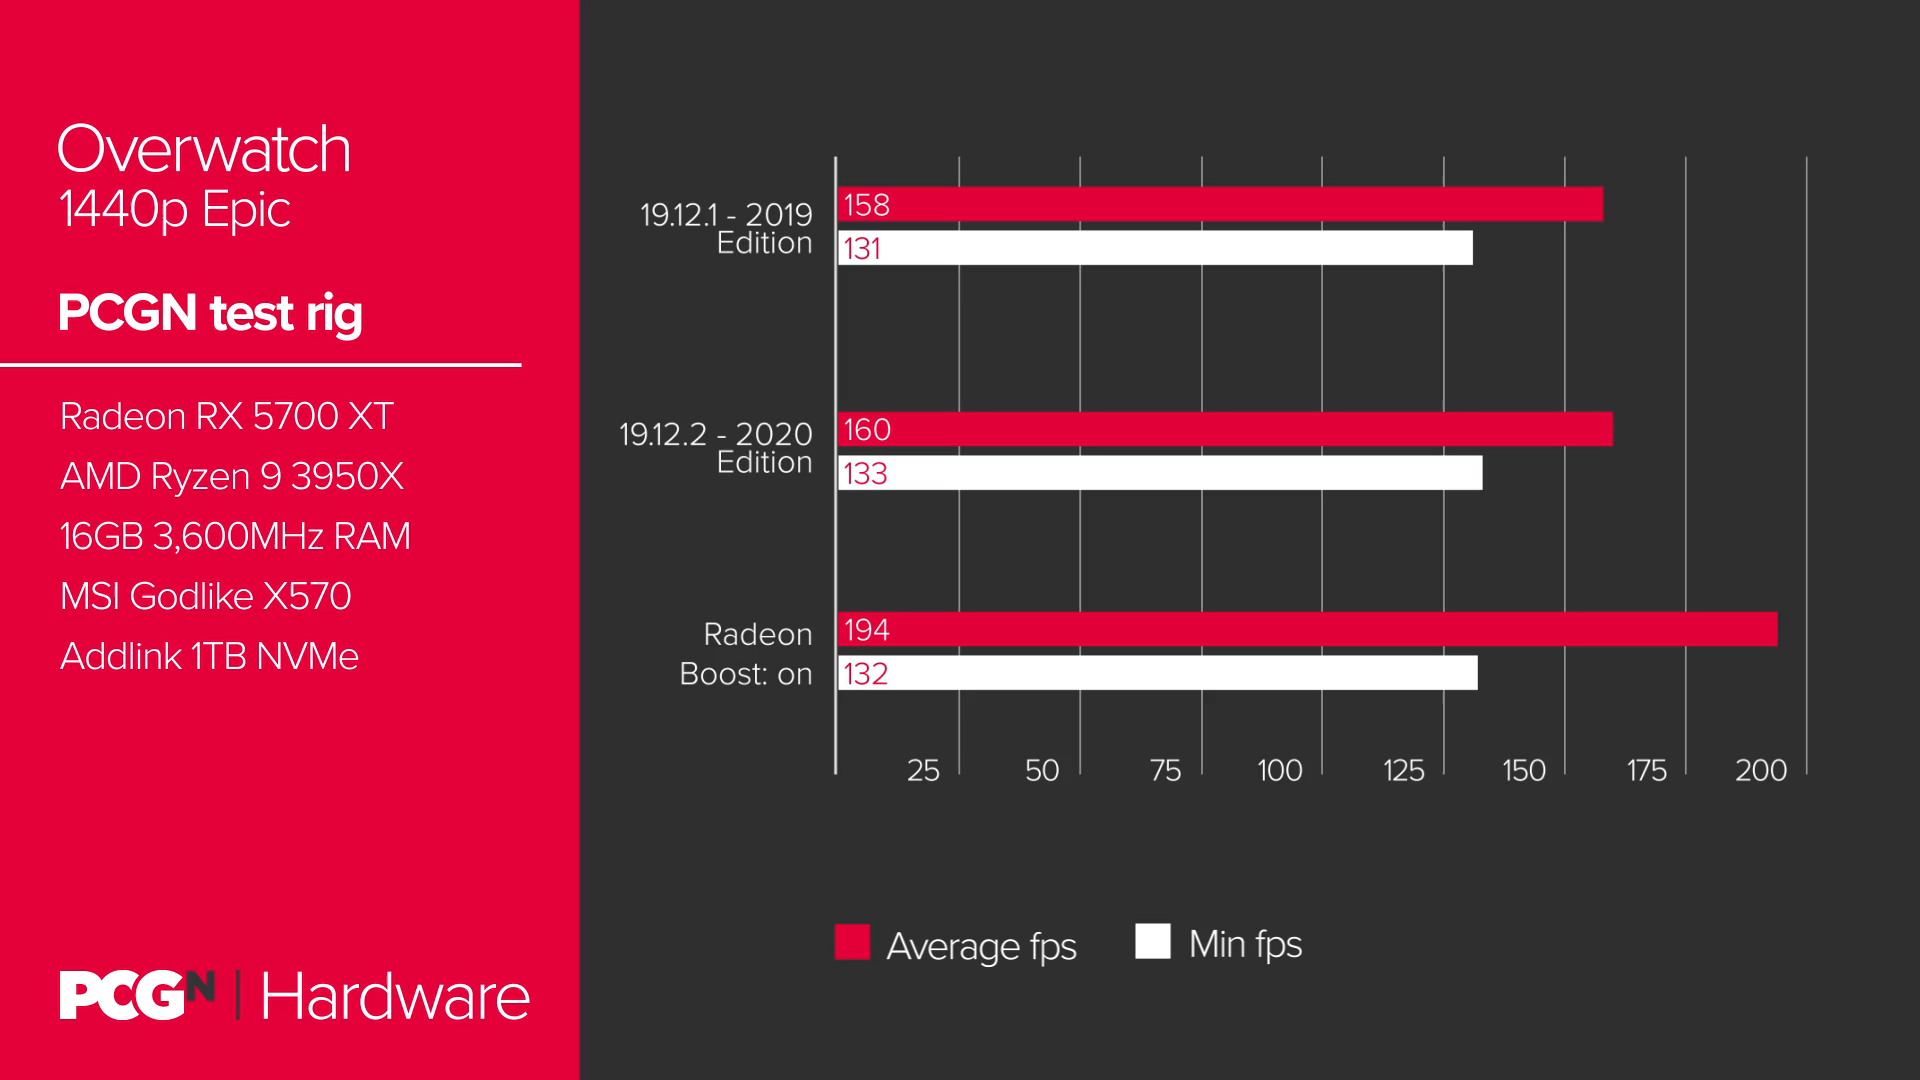 Overwatch
1440p Epic
PCGN test rig
Radeon RX 5700 XT
AMD Ryzen 9 3950X
16GB 3,600MHz RAM
MSI Godlike X570
Addlink 1TB NVMe
PCGN | Hardware
19.12.1 - 2019
Edition
158
131
19.12.2 - 2020
Edition
160
133
Radeon
Boost: on
194
132
25 50 75 100 125 150 175 200
Average fps Min fps